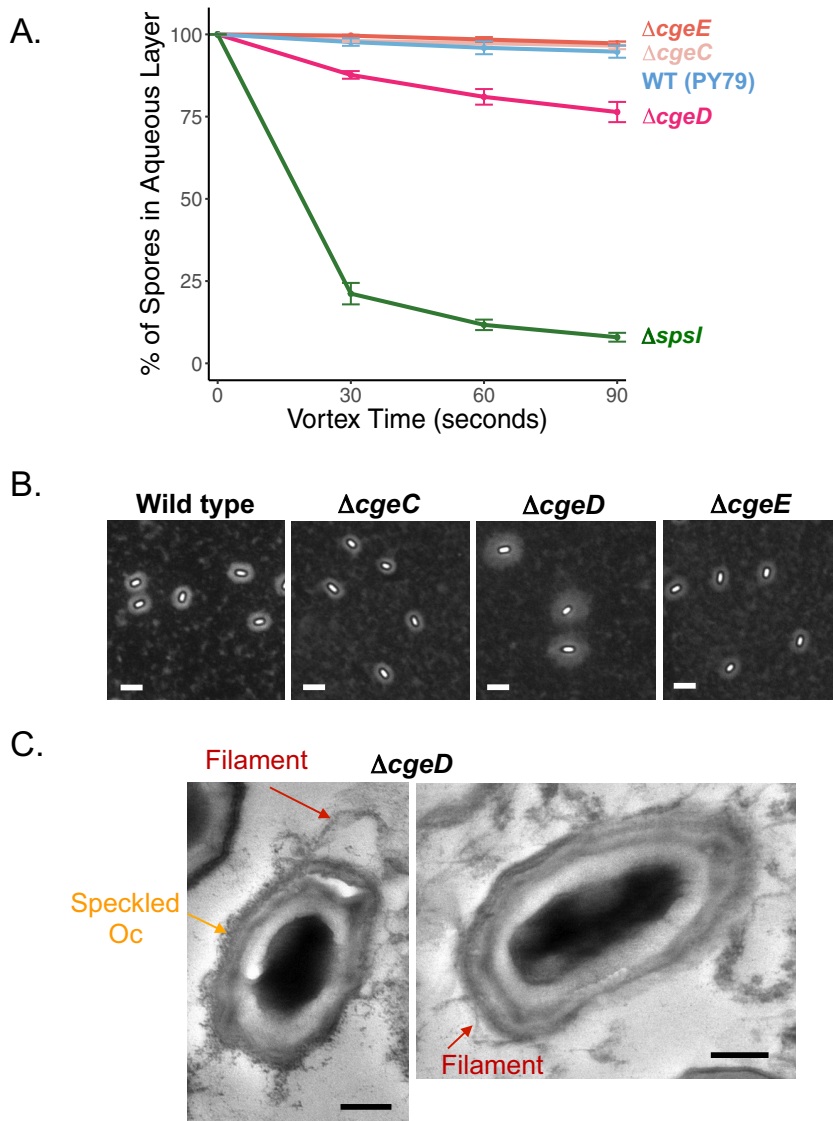 A.
% of Spores in Aqueous Layer
100
75
50
25
0
0
30
60
90
Vortex Time (seconds)
ΔcgeE
ΔcgeC
WT (PY79)
ΔcgeD
ΔspsI
B.
Wild type
ΔcgeC
ΔcgeD
ΔcgeE
C.
ΔcgeD
Filament
Speckled
Oc
Filament